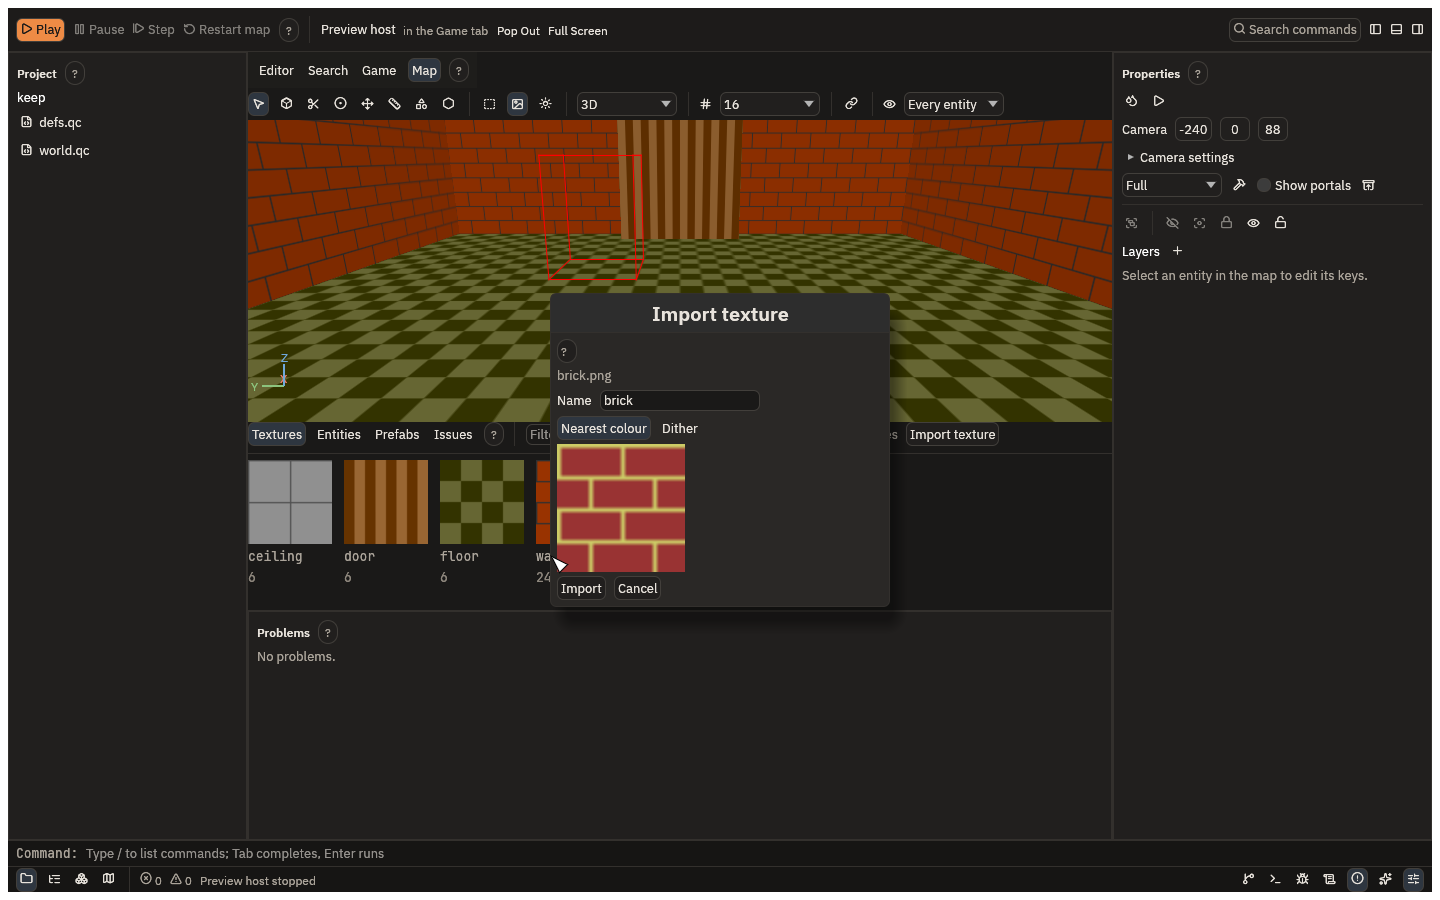 Play Pause Step Restart map ? Preview host in the Game tab Pop Out Full Screen Search commands
Project ?
keep
defs.qc
world.qc
Editor Search Game Map ?
3D # 16 Every entity
Z
Y X
Textures Entities Prefabs Issues ? Import texture
ceiling door floor
6 6 6 24
Import texture
?
brick.png
Name brick
Nearest colour Dither
Import Cancel
Problems ?
No problems.
Properties ?
Camera -240 0 88
Camera settings
Full Show portals
Layers +
Select an entity in the map to edit its keys.
Command: Type / to list commands; Tab completes, Enter runs
0 0 Preview host stopped